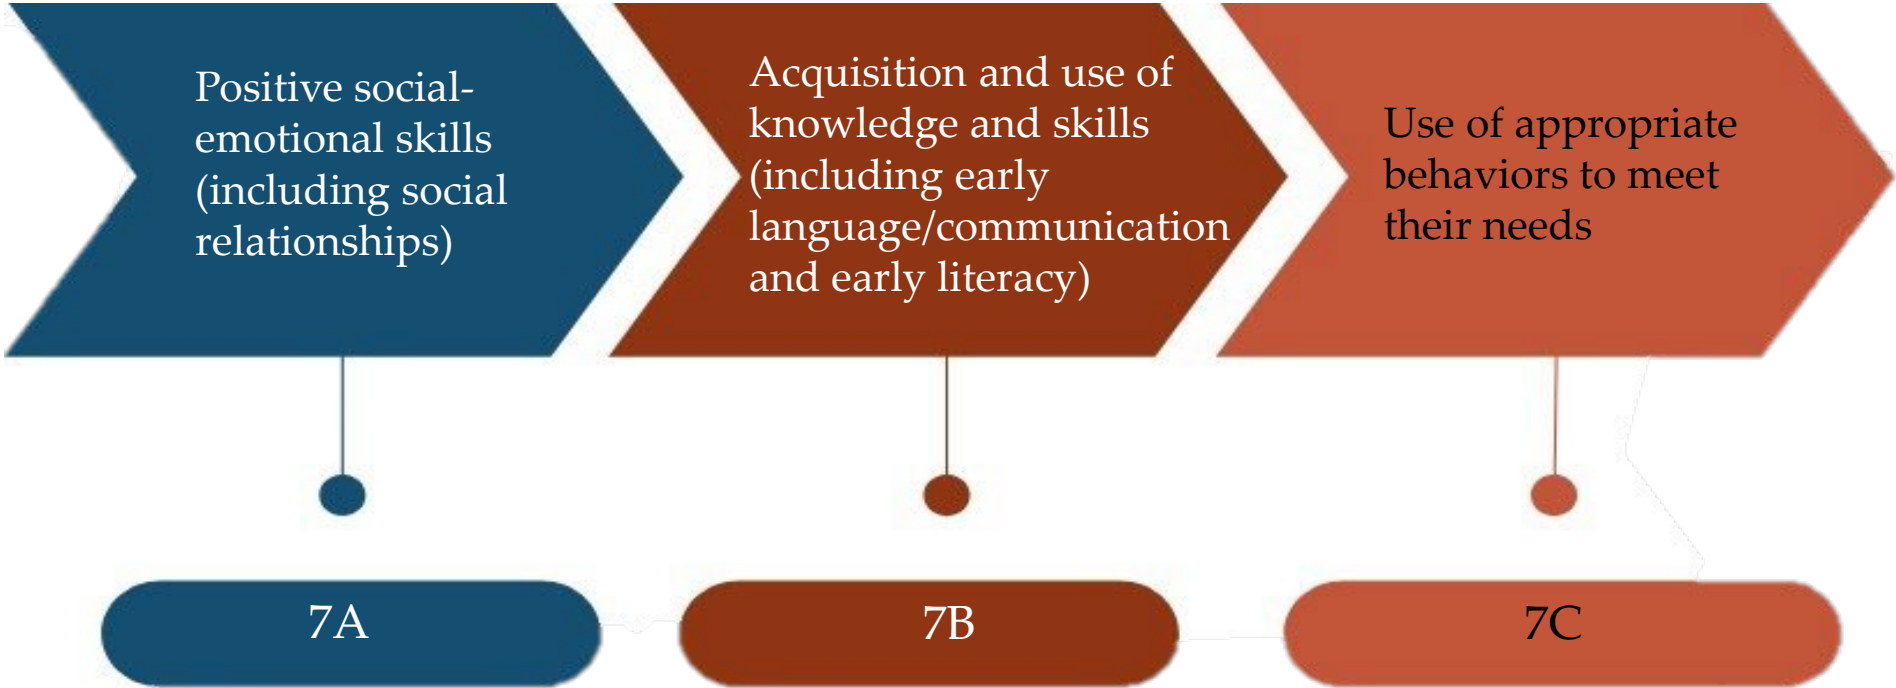 Positive social-
emotional skills
(including social
relationships)
Acquisition and use of
knowledge and skills
(including early
language/communication
and early literacy)
Use of appropriate
behaviors to meet
their needs
7A
7B
7C